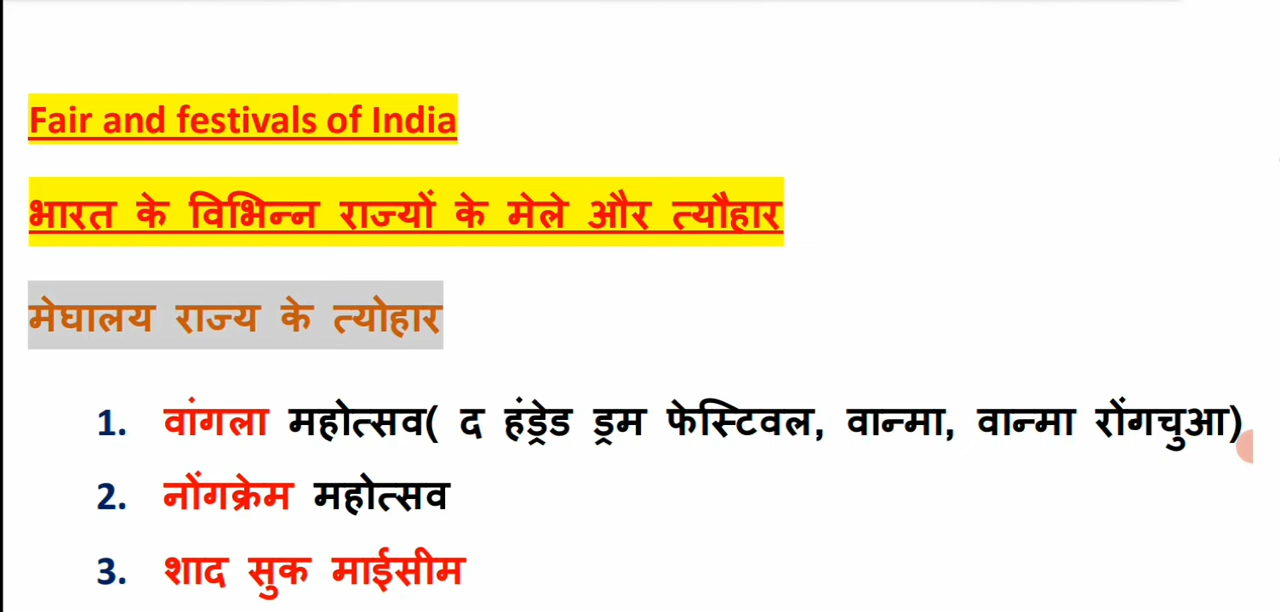 Fair and festivals of India
भारत के विभिन्न राज्यों के मेले और त्यौहार
मेघालय राज्य के त्योहार
1. वांगला महोत्सव( द हंड्रेड ड्रम फेस्टिवल, वान्मा, वान्मा रोंगचुआ)
2. नोंगक्रेम महोत्सव
3. शाद सुक माईसीम